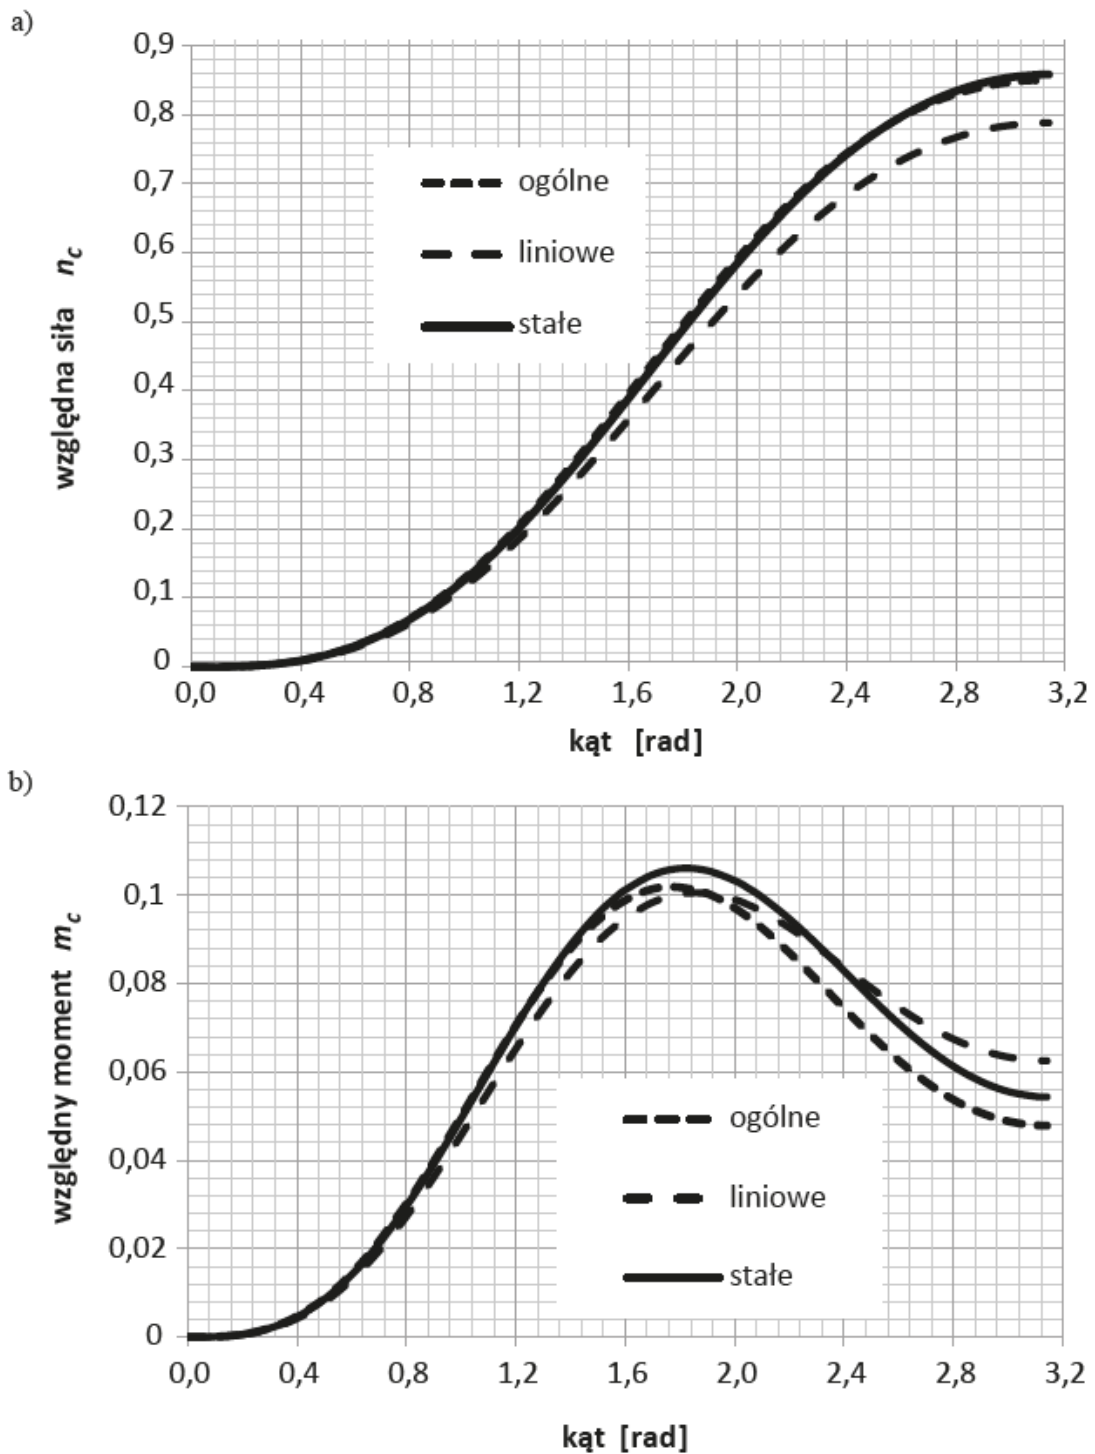 a)
0,9
0,8
0,7
0,6
0,5
0,4
0,3
0,2
0,1
0
względna siła n_c
ogólne
liniowe
stałe
0,0 0,4 0,8 1,2 1,6 2,0 2,4 2,8 3,2
kąt [rad]
b)
0,12
0,1
0,08
0,06
0,04
0,02
0
względny moment m_c
ogólne
liniowe
stałe
0,0 0,4 0,8 1,2 1,6 2,0 2,4 2,8 3,2
kąt [rad]